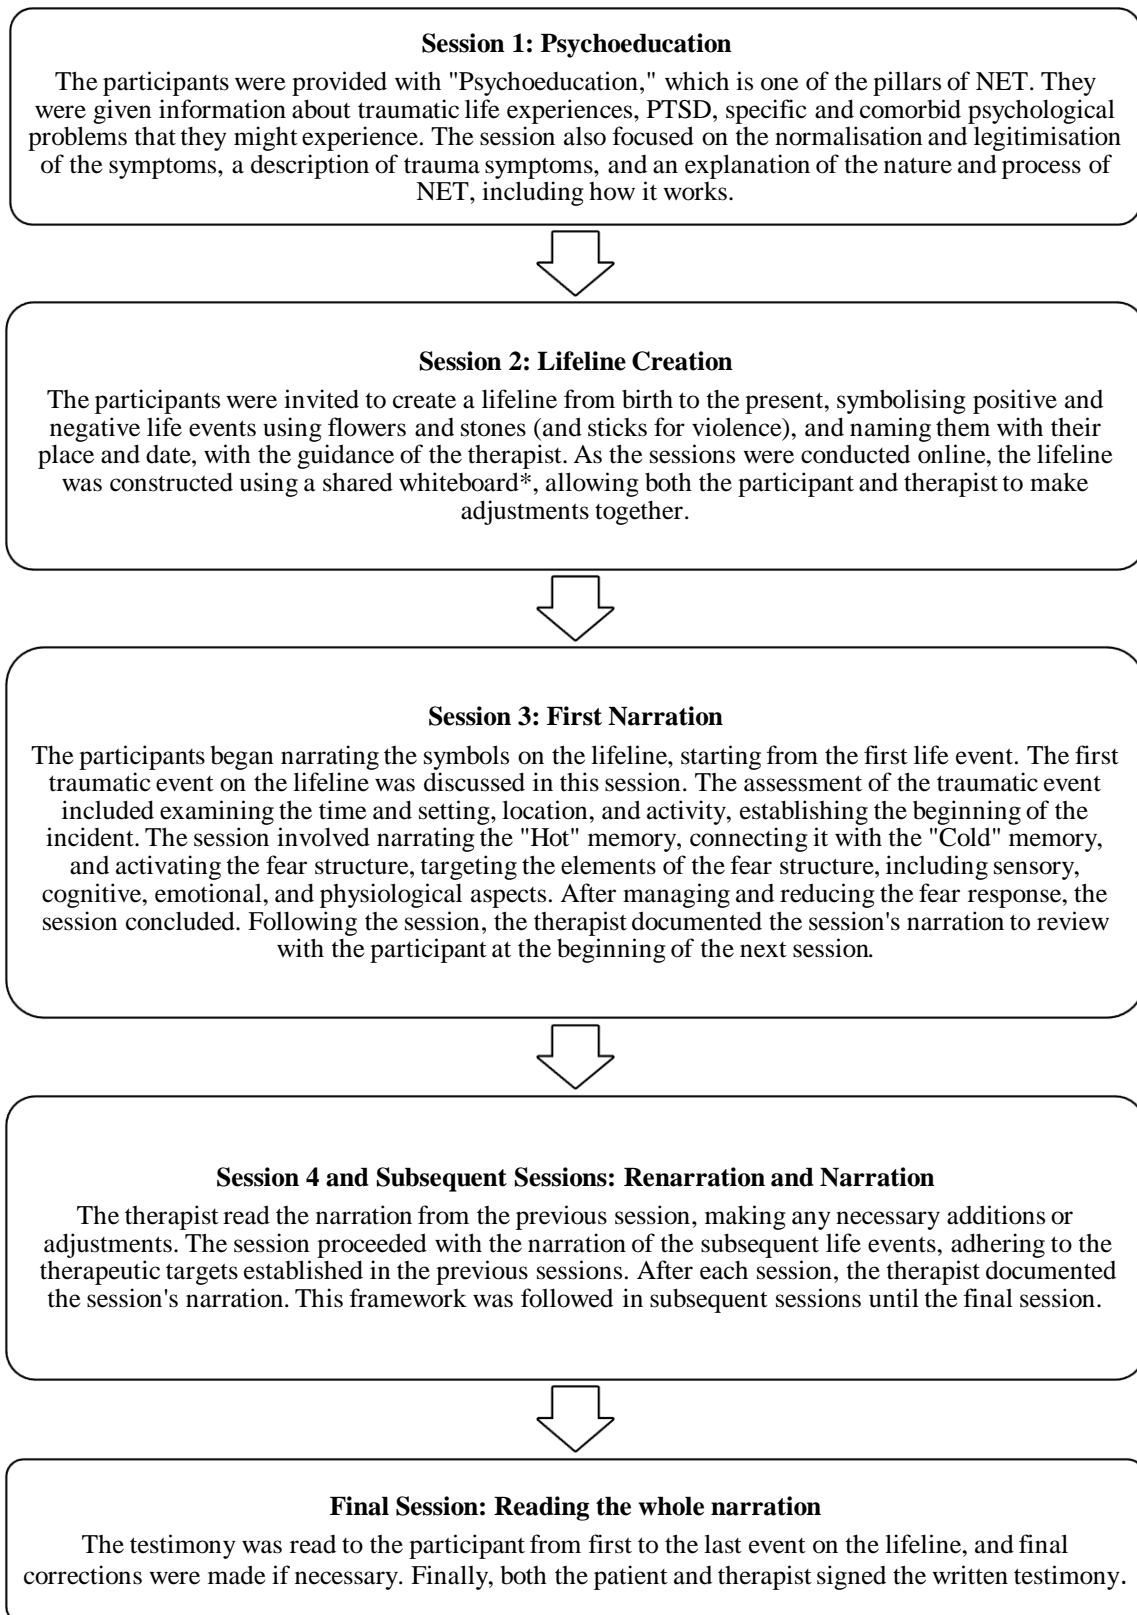 Session 1: Psychoeducation
The participants were provided with "Psychoeducation," which is one of the pillars of NET. They
were given information about traumatic life experiences, PTSD, specific and comorbid psychological
problems that they might experience. The session also focused on the normalisation and legitimisation
of the symptoms, a description of trauma symptoms, and an explanation of the nature and process of
NET, including how it works.
Session 2: Lifeline Creation
The participants were invited to create a lifeline from birth to the present, symbolising positive and
negative life events using flowers and stones (and sticks for violence), and naming them with their
place and date, with the guidance of the therapist. As the sessions were conducted online, the lifeline
was constructed using a shared whiteboard*, allowing both the participant and therapist to make
adjustments together.
Session 3: First Narration
The participants began narrating the symbols on the lifeline, starting from the first life event. The first
traumatic event on the lifeline was discussed in this session. The assessment of the traumatic event
included examining the time and setting, location, and activity, establishing the beginning of the
incident. The session involved narrating the "Hot" memory, connecting it with the "Cold" memory,
and activating the fear structure, targeting the elements of the fear structure, including sensory,
cognitive, emotional, and physiological aspects. After managing and reducing the fear response, the
session concluded. Following the session, the therapist documented the session's narration to review
with the participant at the beginning of the next session.
Session 4 and Subsequent Sessions: Renarration and Narration
The therapist read the narration from the previous session, making any necessary additions or
adjustments. The session proceeded with the narration of the subsequent life events, adhering to the
therapeutic targets established in the previous sessions. After each session, the therapist documented
the session's narration. This framework was followed in subsequent sessions until the final session.
Final Session: Reading the whole narration
The testimony was read to the participant from first to the last event on the lifeline, and final
corrections were made if necessary. Finally, both the patient and therapist signed the written testimony.